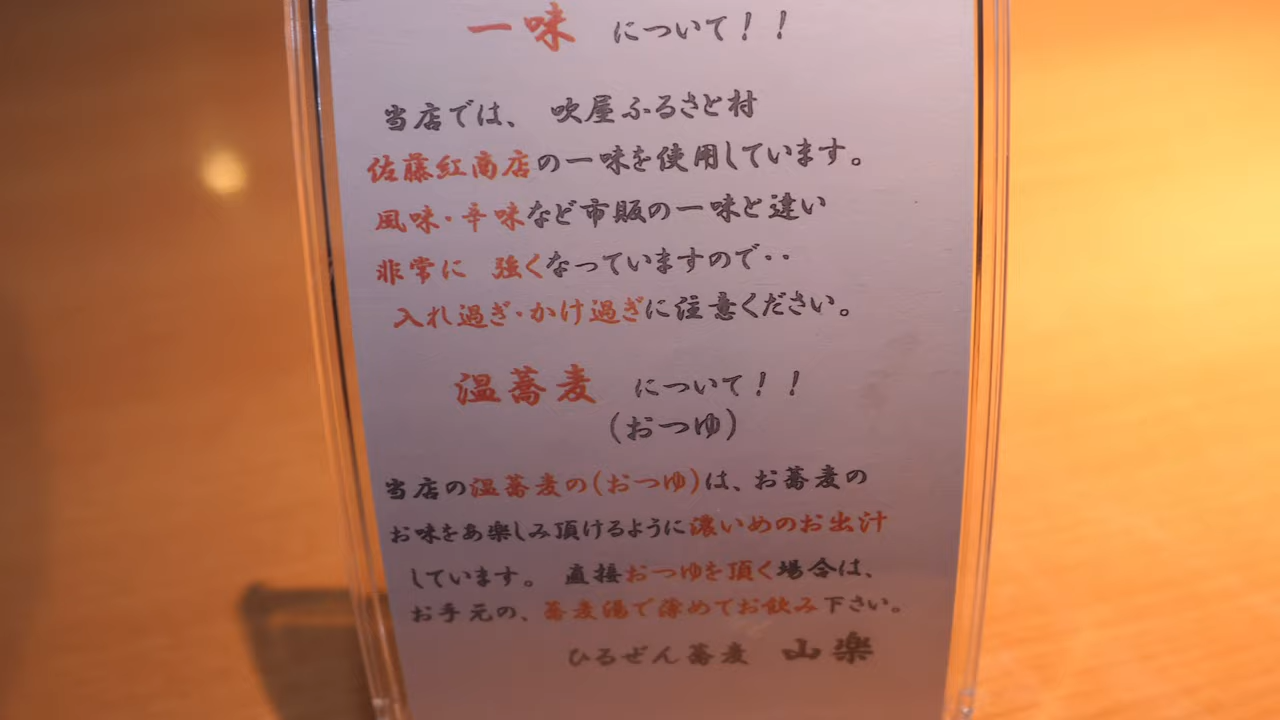 一味 について！！
当店では、 吹屋ふるさと村
佐藤紅商店の一味を使用しています。
風味・辛味など市販の一味と違い
非常に 強くなっていますので・・
入れ過ぎ・かけ過ぎに注意ください。
温蕎麦 について！！
（おつゆ）
当店の温蕎麦の（おつゆ）は、お蕎麦の
お味をあ楽しみ頂けるように濃いめのお出汁
しています。 直接おつゆを頂く場合は、
お手元の、蕎麦湯で薄めてお飲み下さい。
ひるぜん蕎麦 山楽